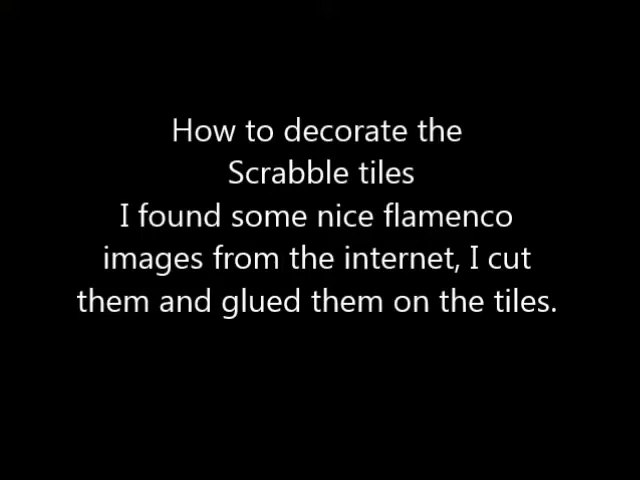 How to decorate the
Scrabble tiles
I found some nice flamenco
images from the internet, I cut
them and glued them on the tiles.